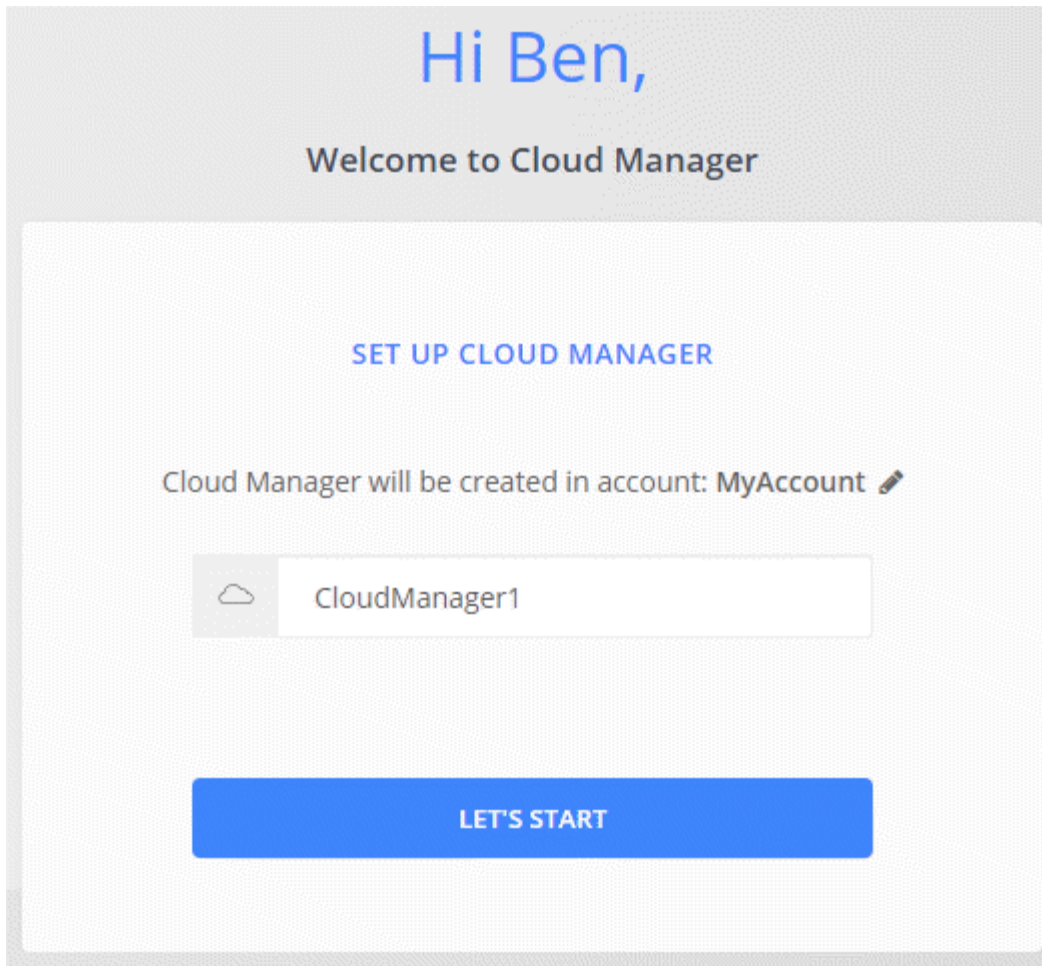 Hi Ben,
Welcome to Cloud Manager
SET UP CLOUD MANAGER
Cloud Manager will be created in account: MyAccount
CloudManager1
LET'S START